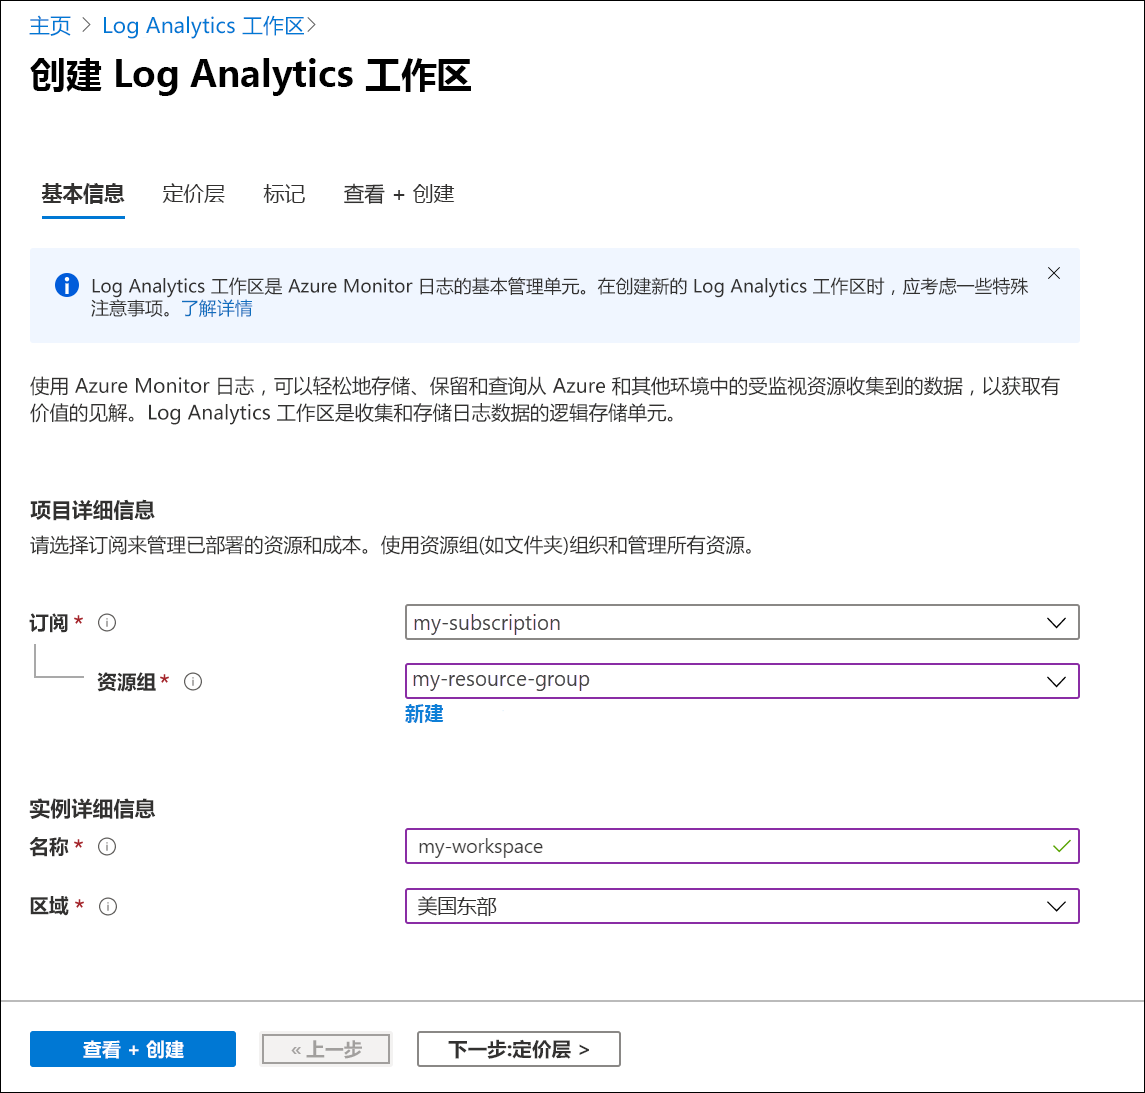 主页 > Log Analytics 工作区>
创建 Log Analytics 工作区
基本信息 定价层 标记 查看 + 创建
Log Analytics 工作区是 Azure Monitor 日志的基本管理单元。在创建新的 Log Analytics 工作区时，应考虑一些特殊
注意事项。了解详情
使用 Azure Monitor 日志，可以轻松地存储、保留和查询从 Azure 和其他环境中的受监视资源收集到的数据，以获取有
价值的见解。Log Analytics 工作区是收集和存储日志数据的逻辑存储单元。
项目详细信息
请选择订阅来管理已部署的资源和成本。使用资源组(如文件夹)组织和管理所有资源。
订阅 * my-subscription
资源组 * my-resource-group
新建
实例详细信息
名称 * my-workspace
区域 * 美国东部
查看 + 创建 « 上一步 下一步:定价层 >